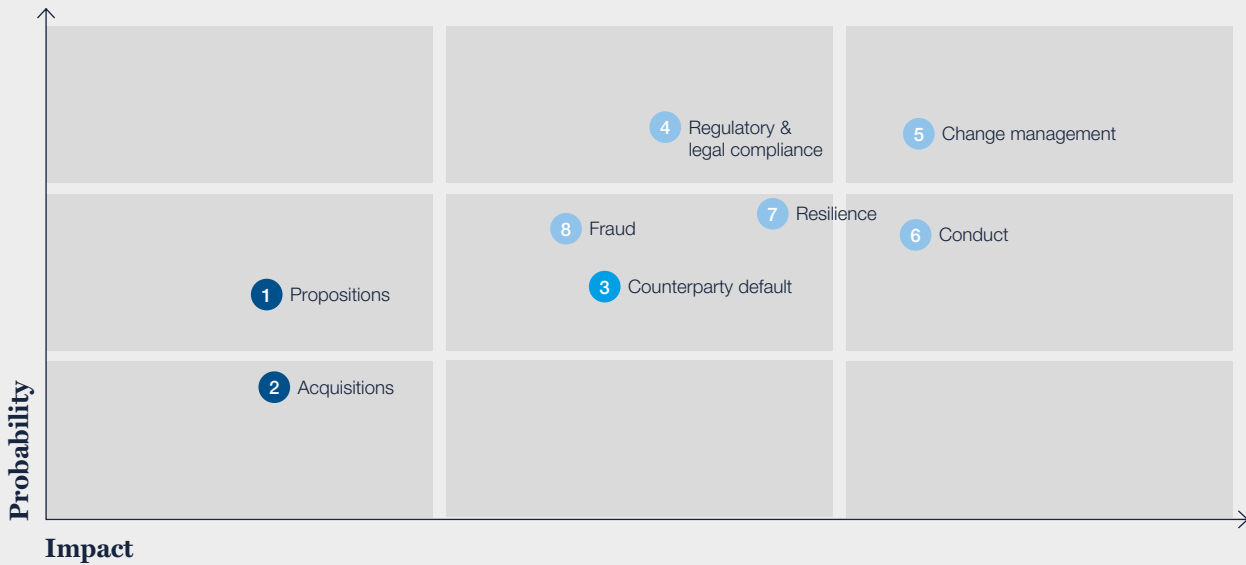 4 Regulatory &
legal compliance
5 Change management
7 Resilience
8 Fraud
6 Conduct
3 Counterparty default
1 Propositions
2 Acquisitions
Probability
Impact